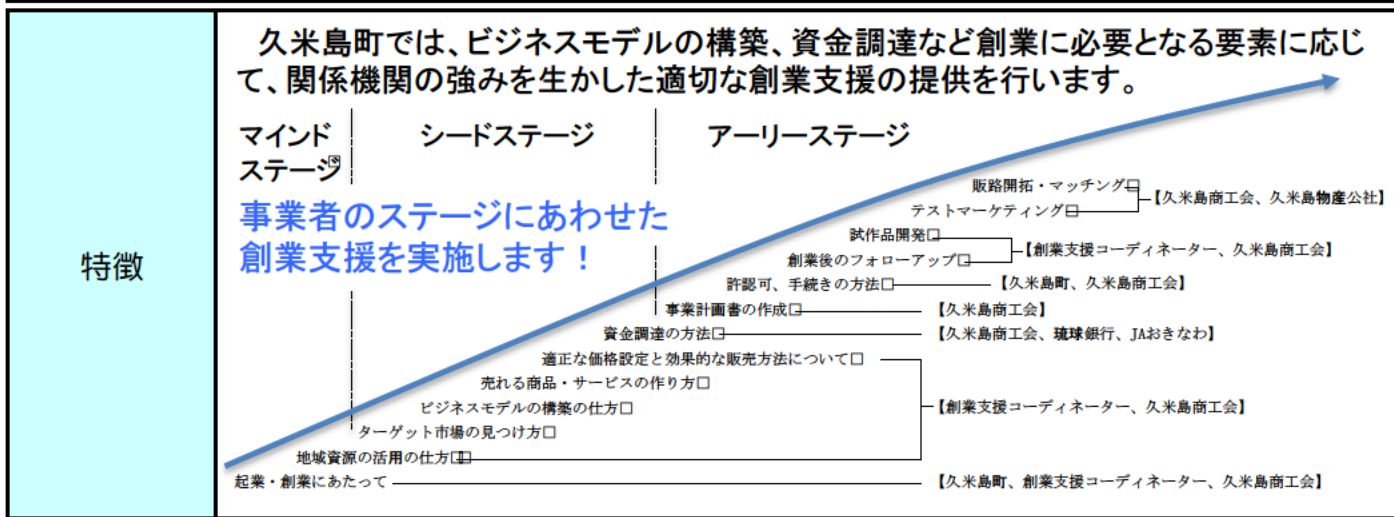 特徴
久米島町では、ビジネスモデルの構築、資金調達など創業に必要となる要素に応じ
て、関係機関の強みを生かした適切な創業支援の提供を行います。
マインド
ステージ
シードステージ
アーリーステージ
事業者のステージにあわせた
創業支援を実施します！
販路開拓・マッチング□
テストマーケティング□
【久米島商工会、久米島物産公社】
試作品開発□
創業後のフォローアップ□
【創業支援コーディネーター、久米島商工会】
許認可、手続きの方法□ 【久米島町、久米島商工会】
事業計画書の作成□ 【久米島商工会】
資金調達の方法□ 【久米島商工会、琉球銀行、JAおきなわ】
適正な価格設定と効果的な販売方法について□
売れる商品・サービスの作り方□
ビジネスモデルの構築の仕方□
【創業支援コーディネーター、久米島商工会】
ターゲット市場の見つけ方□
地域資源の活用の仕方□□
起業・創業にあたって 【久米島町、創業支援コーディネーター、久米島商工会】